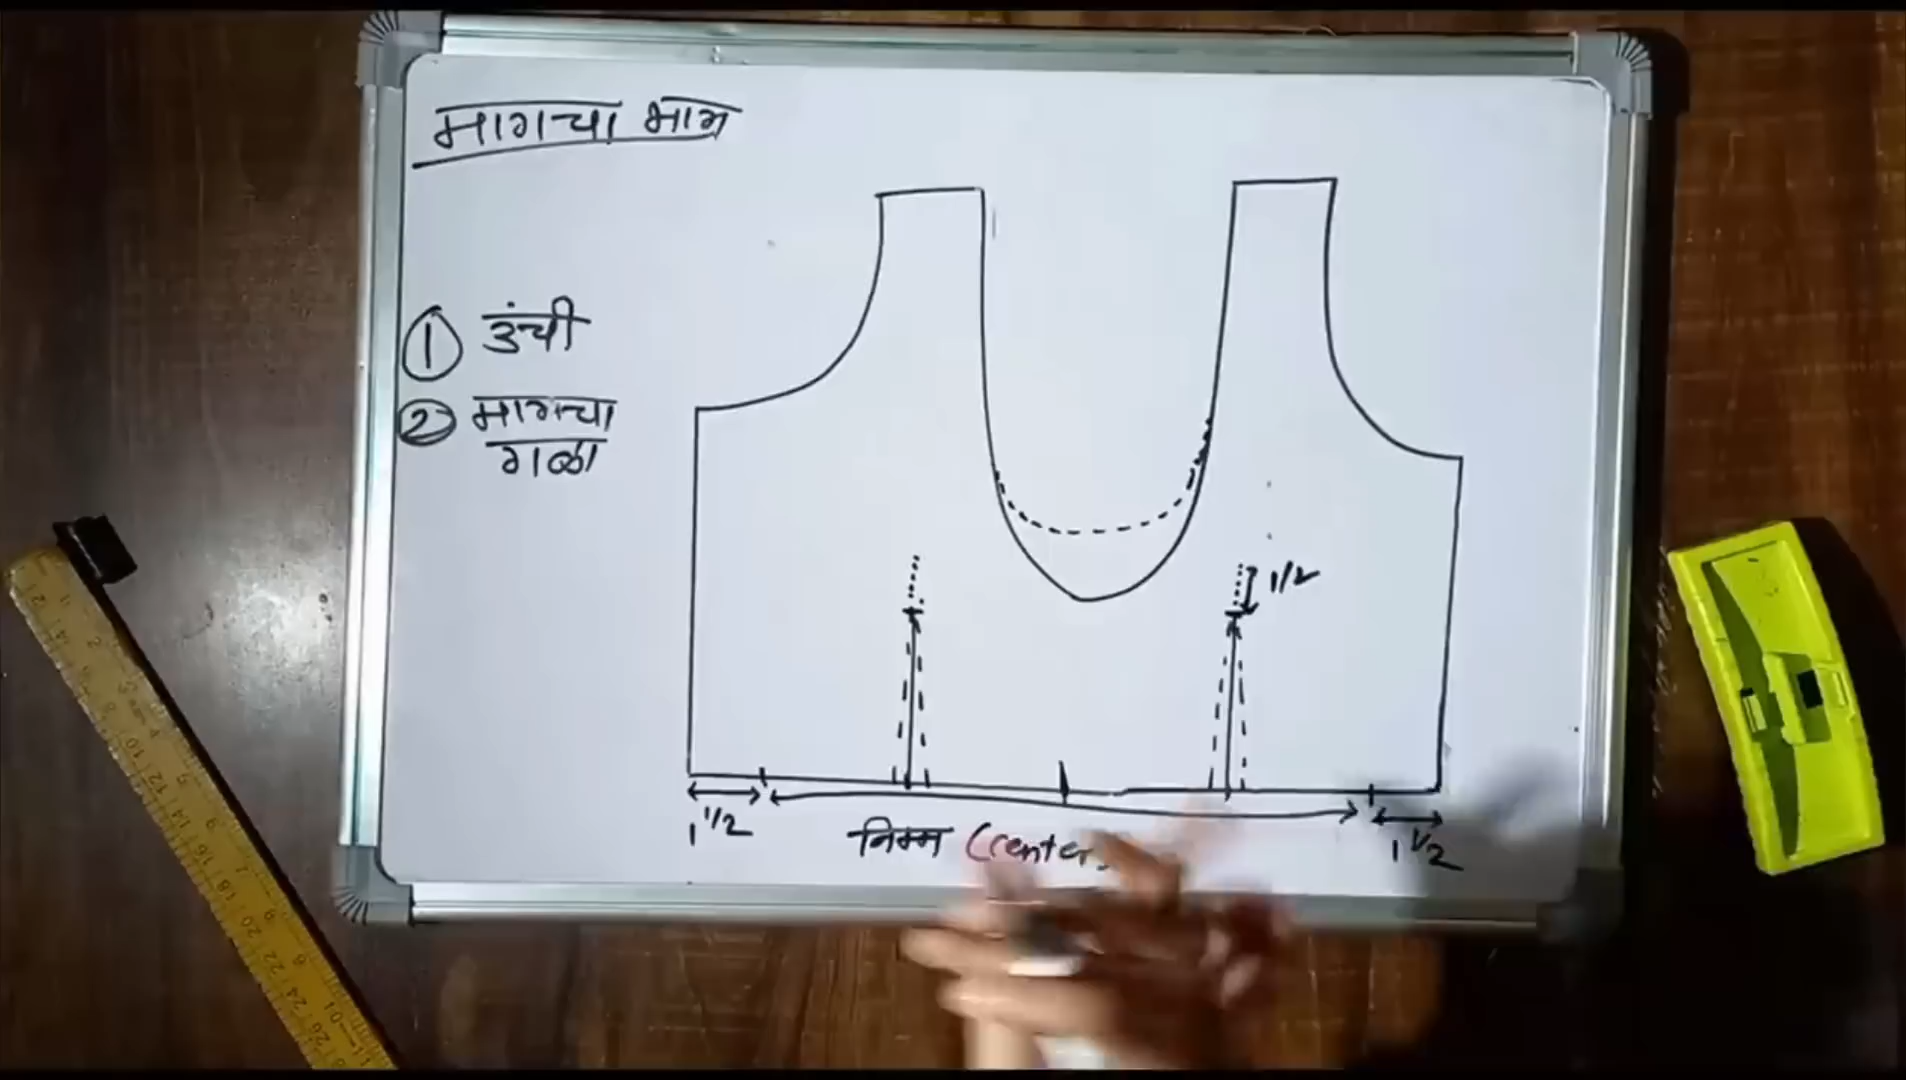 मागचा भाग
① उंची
② मागचा
गळा
1/2
1 1/2
निम्म (center)
1 1/2